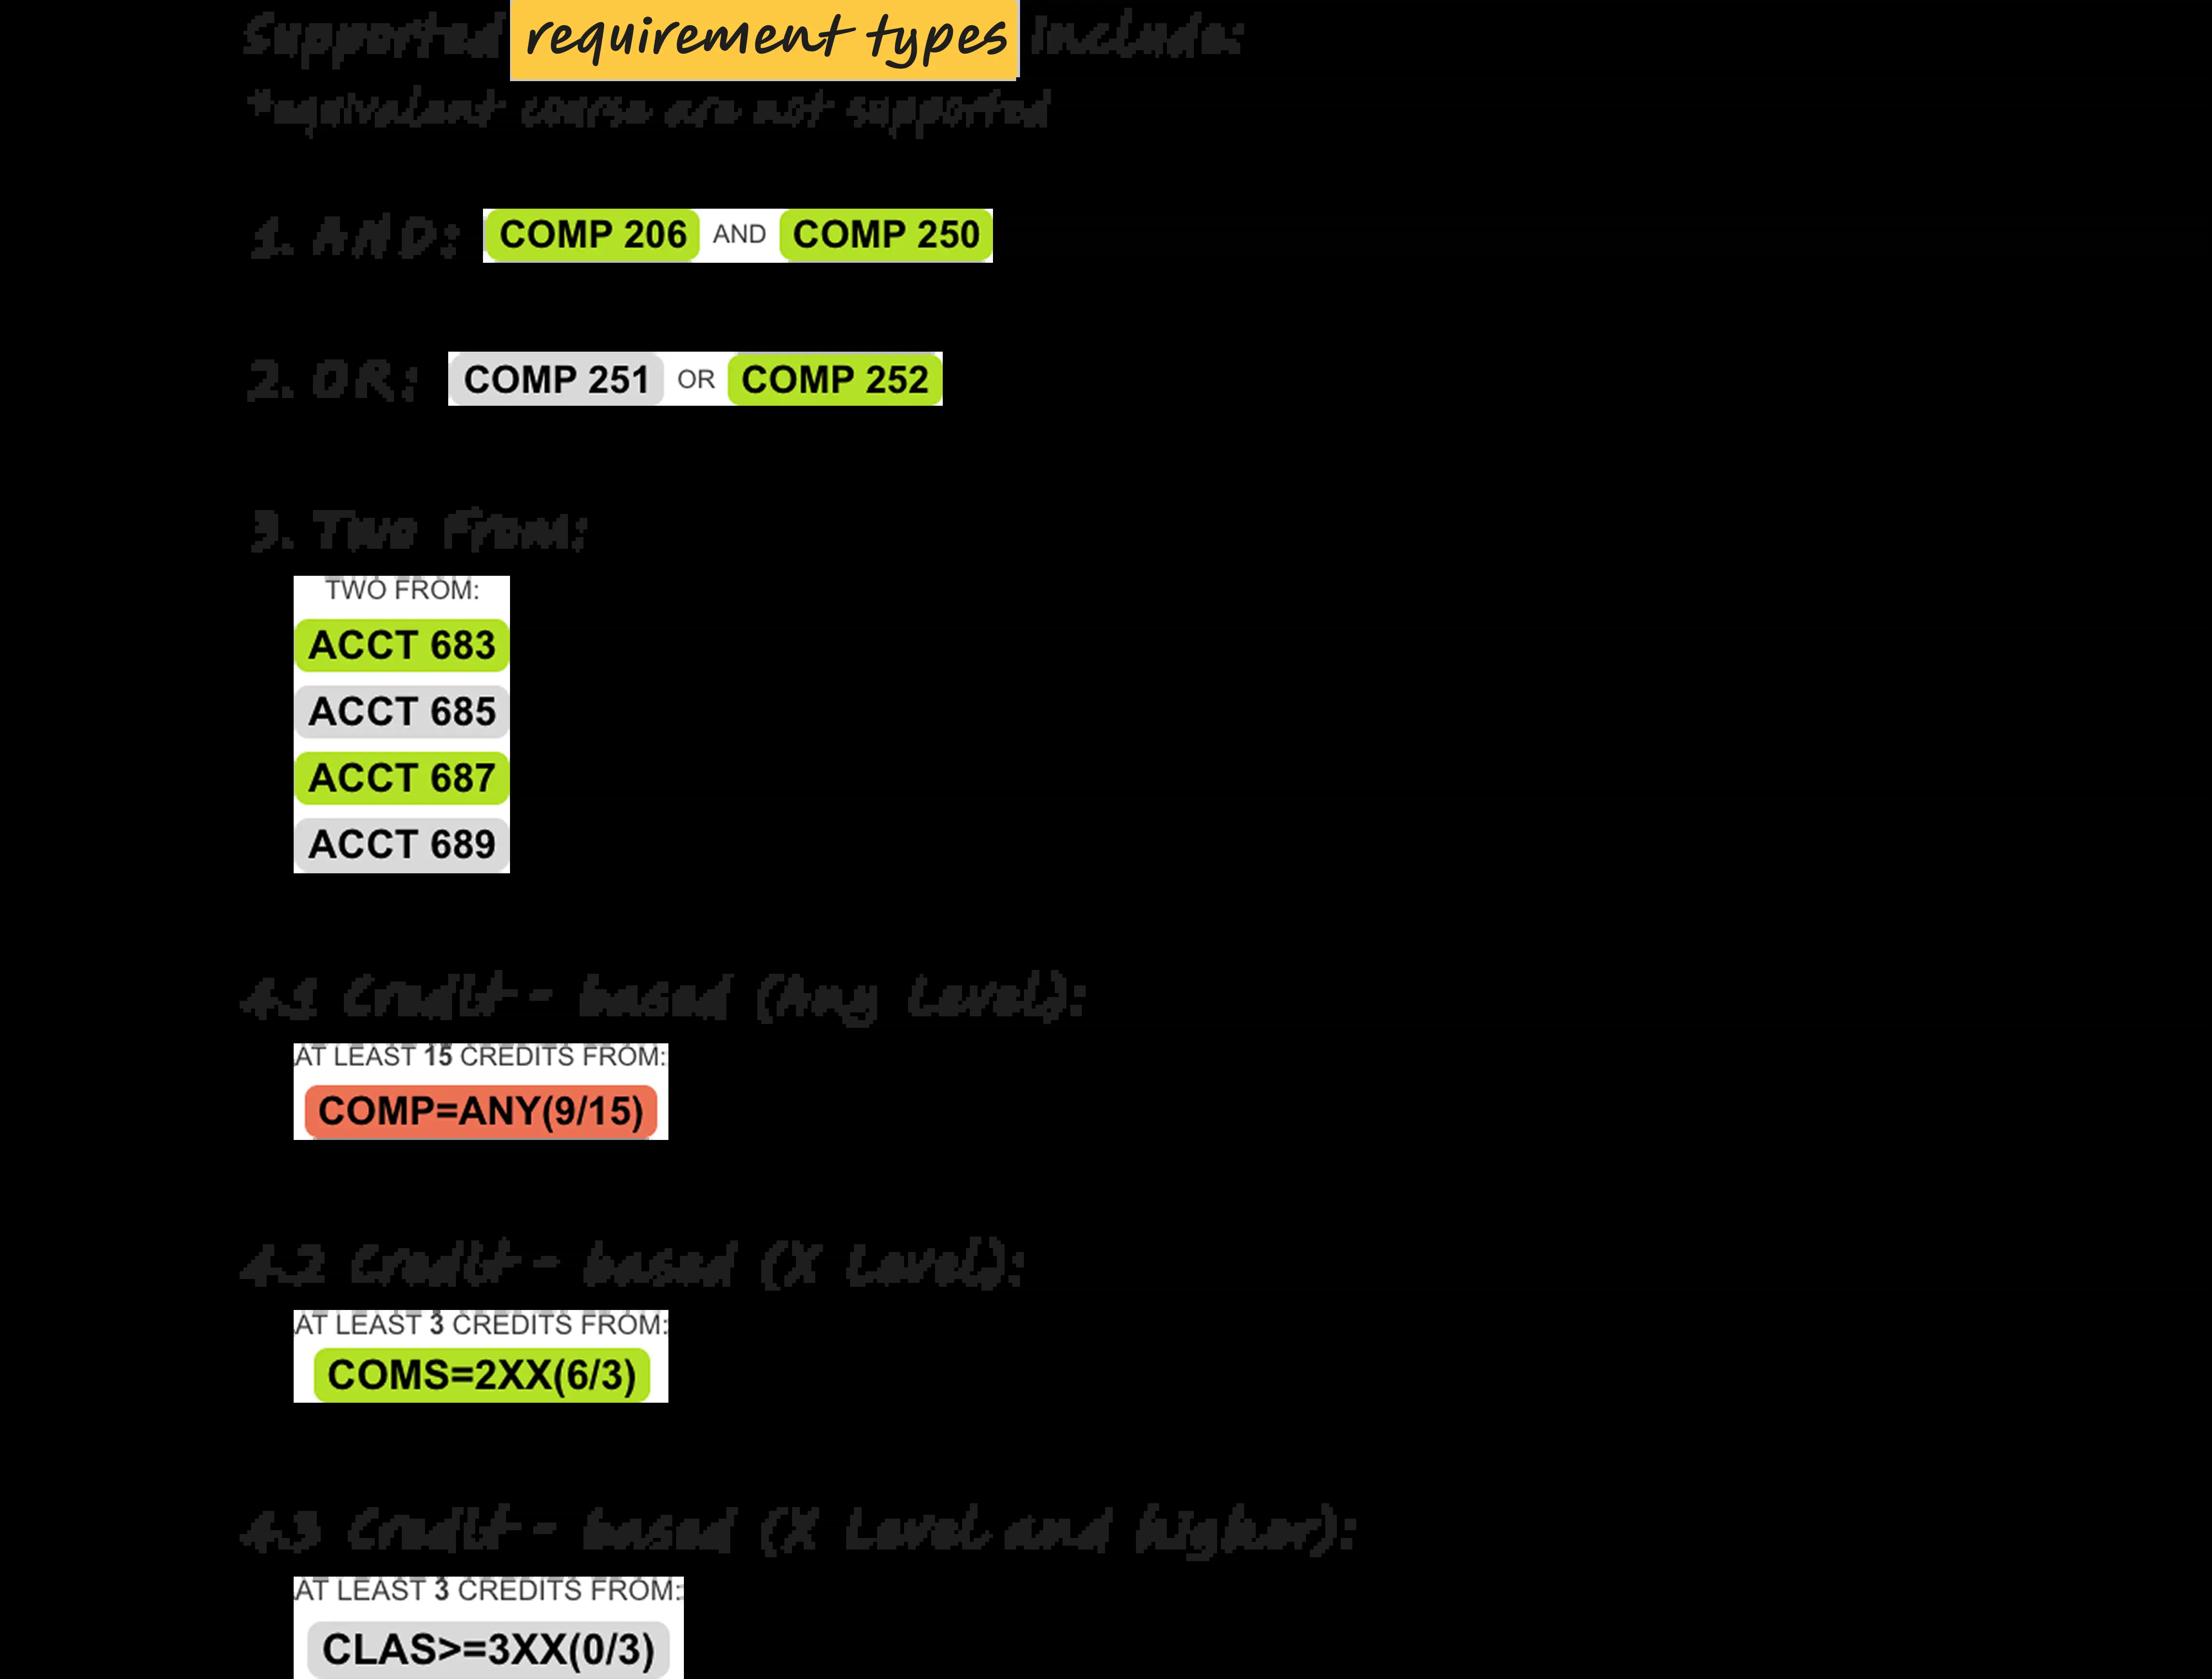 Supported requirement types include:
*equivalent course are not supported
1. AND: COMP 206 AND COMP 250
2. OR: COMP 251 OR COMP 252
3. Two From:
TWO FROM:
ACCT 683
ACCT 685
ACCT 687
ACCT 689
4.1 Credit - based (Any Level):
AT LEAST 15 CREDITS FROM:
COMP=ANY(9/15)
4.2 Credit - based (X Level):
AT LEAST 3 CREDITS FROM:
COMS=2XX(6/3)
4.3 Credit - based (X Level and higher):
AT LEAST 3 CREDITS FROM:
CLAS>=3XX(0/3)